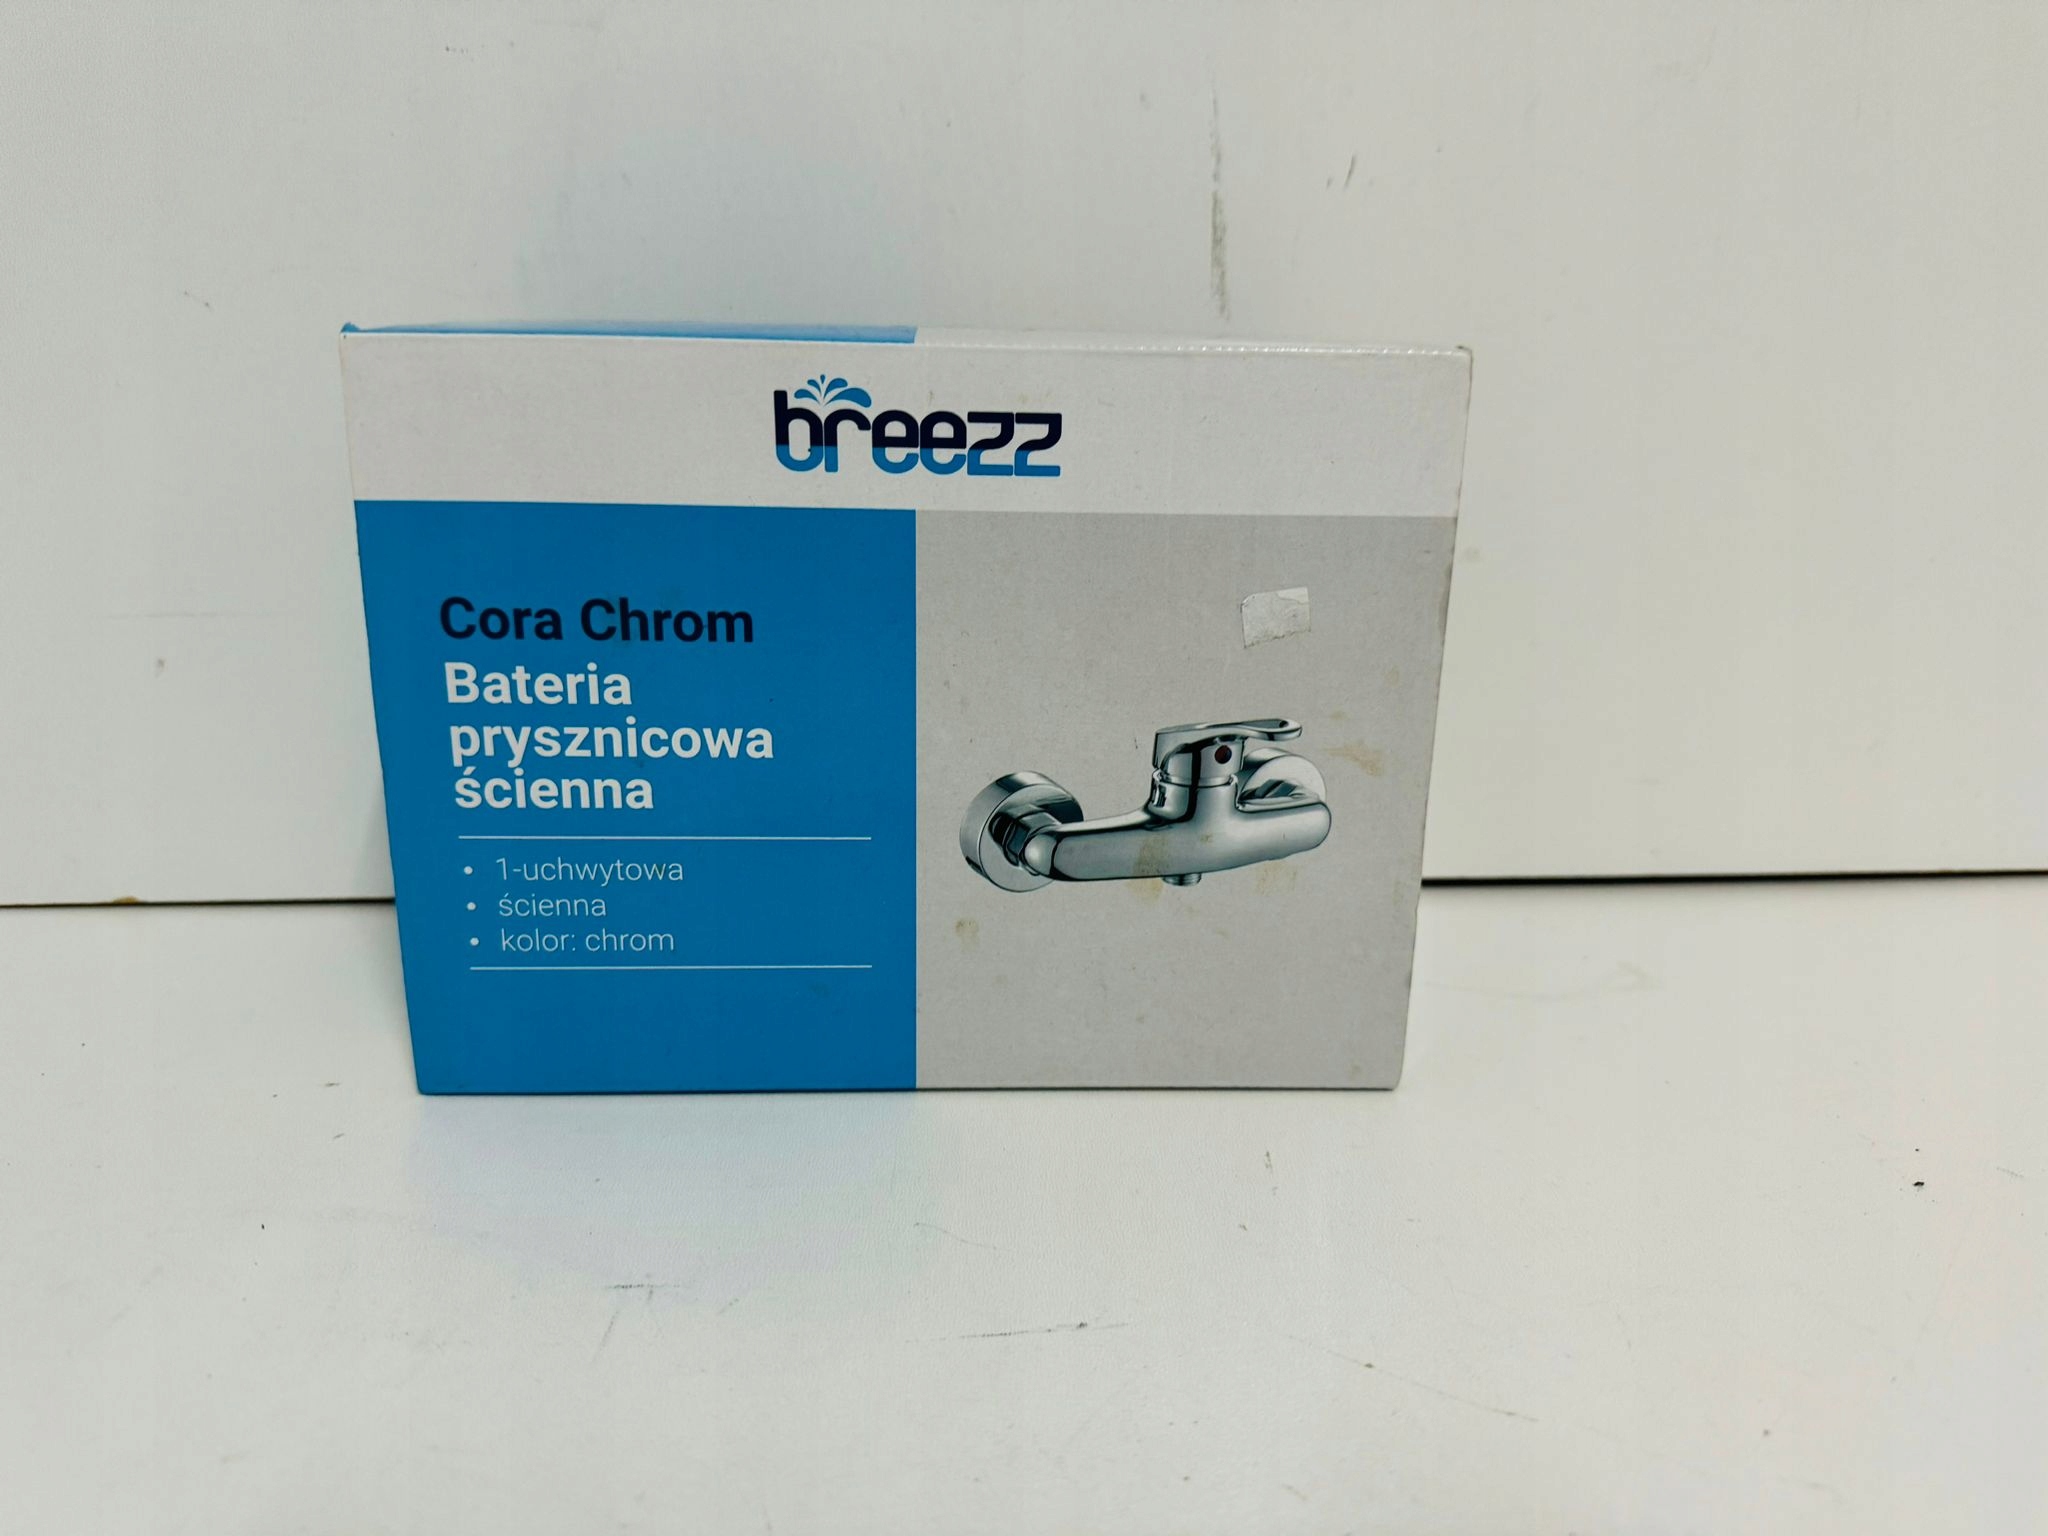 breezz
Cora Chrom
Bateria
prysznicowa
ścienna
• 1-uchwytowa
• ścienna
• kolor: chrom